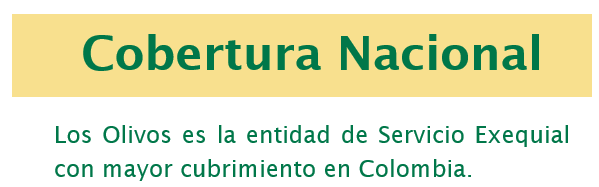 Cobertura Nacional
Los Olivos es la entidad de Servicio Exequial
con mayor cubrimiento en Colombia.